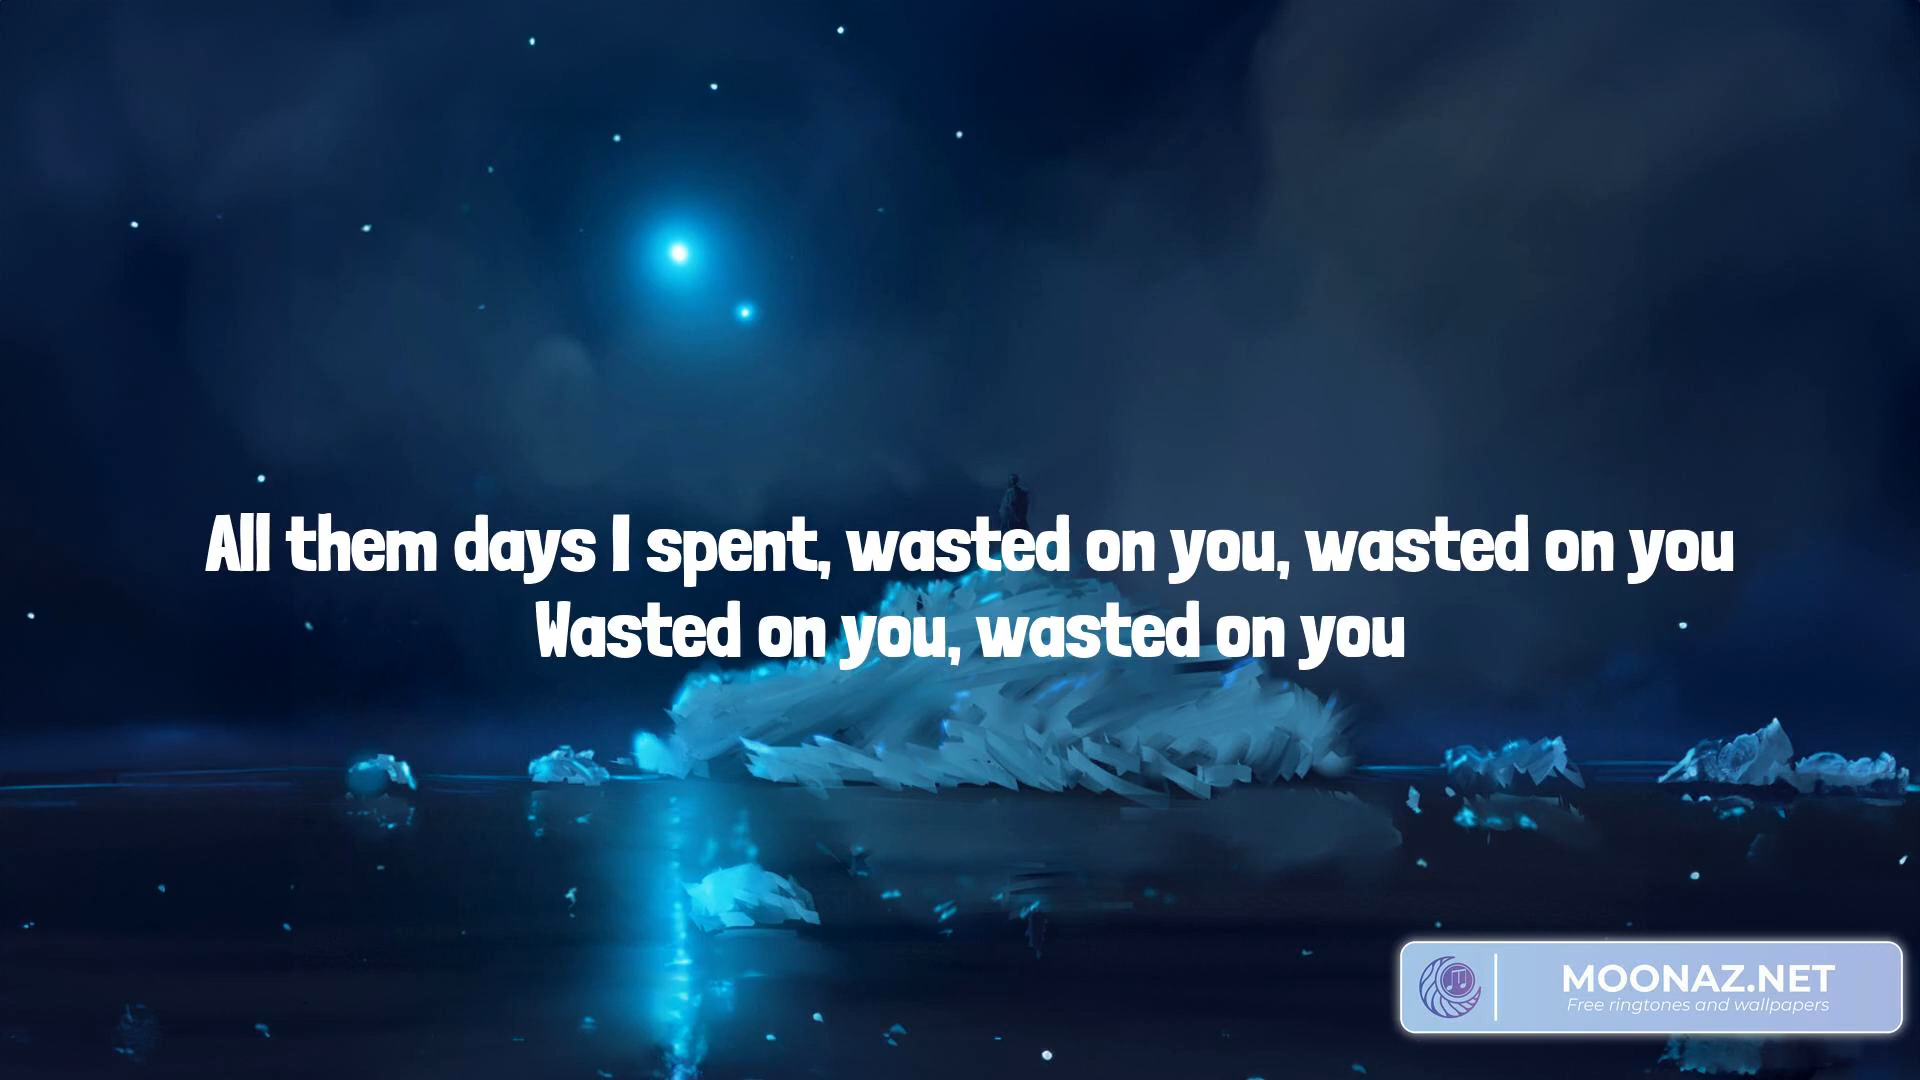 All them days I spent, wasted on you, wasted on you
Wasted on you, wasted on you
MOONAZ.NET
Free ringtones and wallpapers